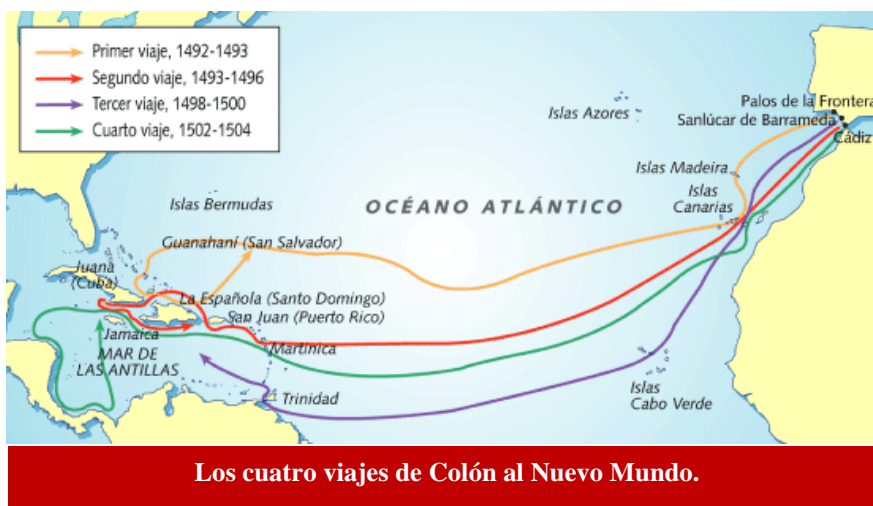 Primer viaje, 1492-1493
Segundo viaje, 1493-1496
Tercer viaje, 1498-1500
Cuarto viaje, 1502-1504
Islas Azores
Palos de la Frontera
Sanlúcar de Barrameda
Cádiz
Islas Madeira
Islas
Canarias
Islas Bermudas
OCÉANO ATLÁNTICO
Guanahaní (San Salvador)
Juana
(Cuba)
La Española (Santo Domingo)
San Juan (Puerto Rico)
Jamaica
Martinica
MAR DE
LAS ANTILLAS
Trinidad
Islas
Cabo Verde
Los cuatro viajes de Colón al Nuevo Mundo.